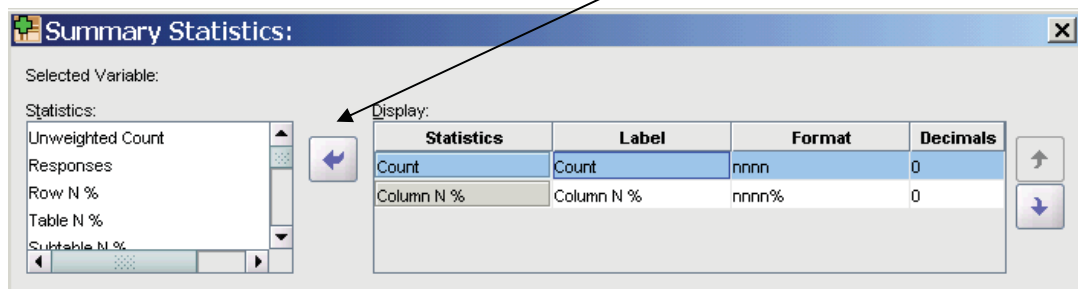 Summary Statistics:
Selected Variable:
Statistics:
Display:
Unweighted Count
Responses
Row N %
Table N %
Subtable N %
Statistics Label Format Decimals
Count Count nnnn 0
Column N % Column N % nnnn% 0